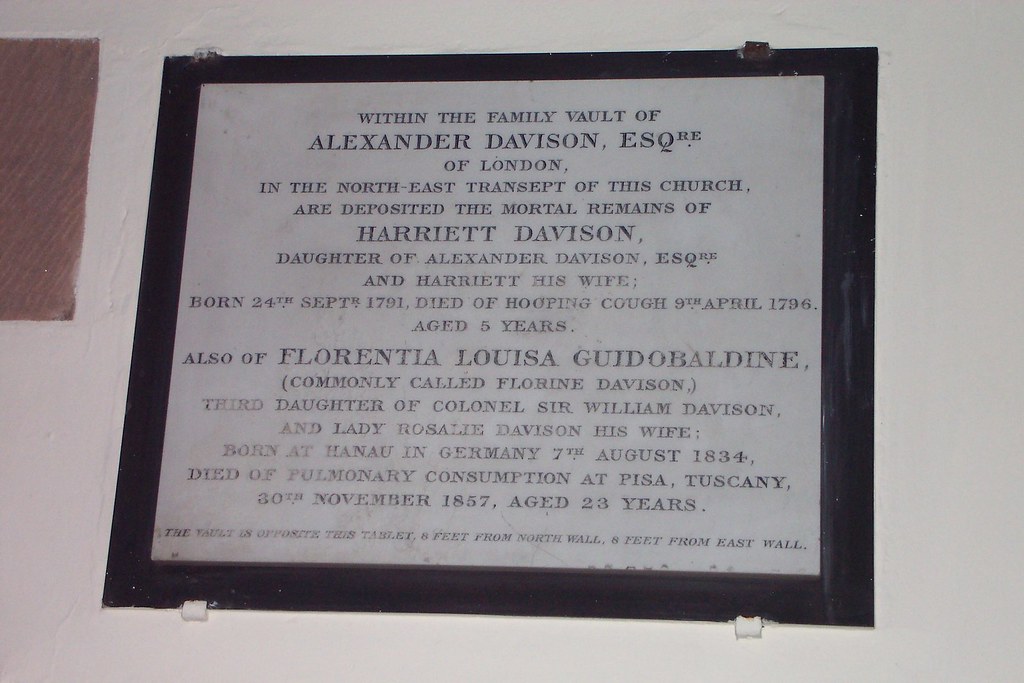 WITHIN THE FAMILY VAULT OF
ALEXANDER DAVISON, ESQRE
OF LONDON,
IN THE NORTH-EAST TRANSEPT OF THIS CHURCH,
ARE DEPOSITED THE MORTAL REMAINS OF
HARRIETT DAVISON,
DAUGHTER OF ALEXANDER DAVISON, ESQRE
AND HARRIETT HIS WIFE;
BORN 24TH SEPTR 1791, DIED OF HOOPING COUGH 9TH APRIL 1796.
AGED 5 YEARS.
ALSO OF FLORENTIA LOUISA GUIDOBALDINE,
(COMMONLY CALLED FLORINE DAVISON,)
THIRD DAUGHTER OF COLONEL SIR WILLIAM DAVISON,
AND LADY ROSALIE DAVISON HIS WIFE;
BORN AT HANAU IN GERMANY 7TH AUGUST 1834,
DIED OF PULMONARY CONSUMPTION AT PISA, TUSCANY,
30TH NOVEMBER 1857, AGED 23 YEARS.
THE VAULT IS OPPOSITE THIS TABLET, 8 FEET FROM NORTH WALL, 8 FEET FROM EAST WALL.